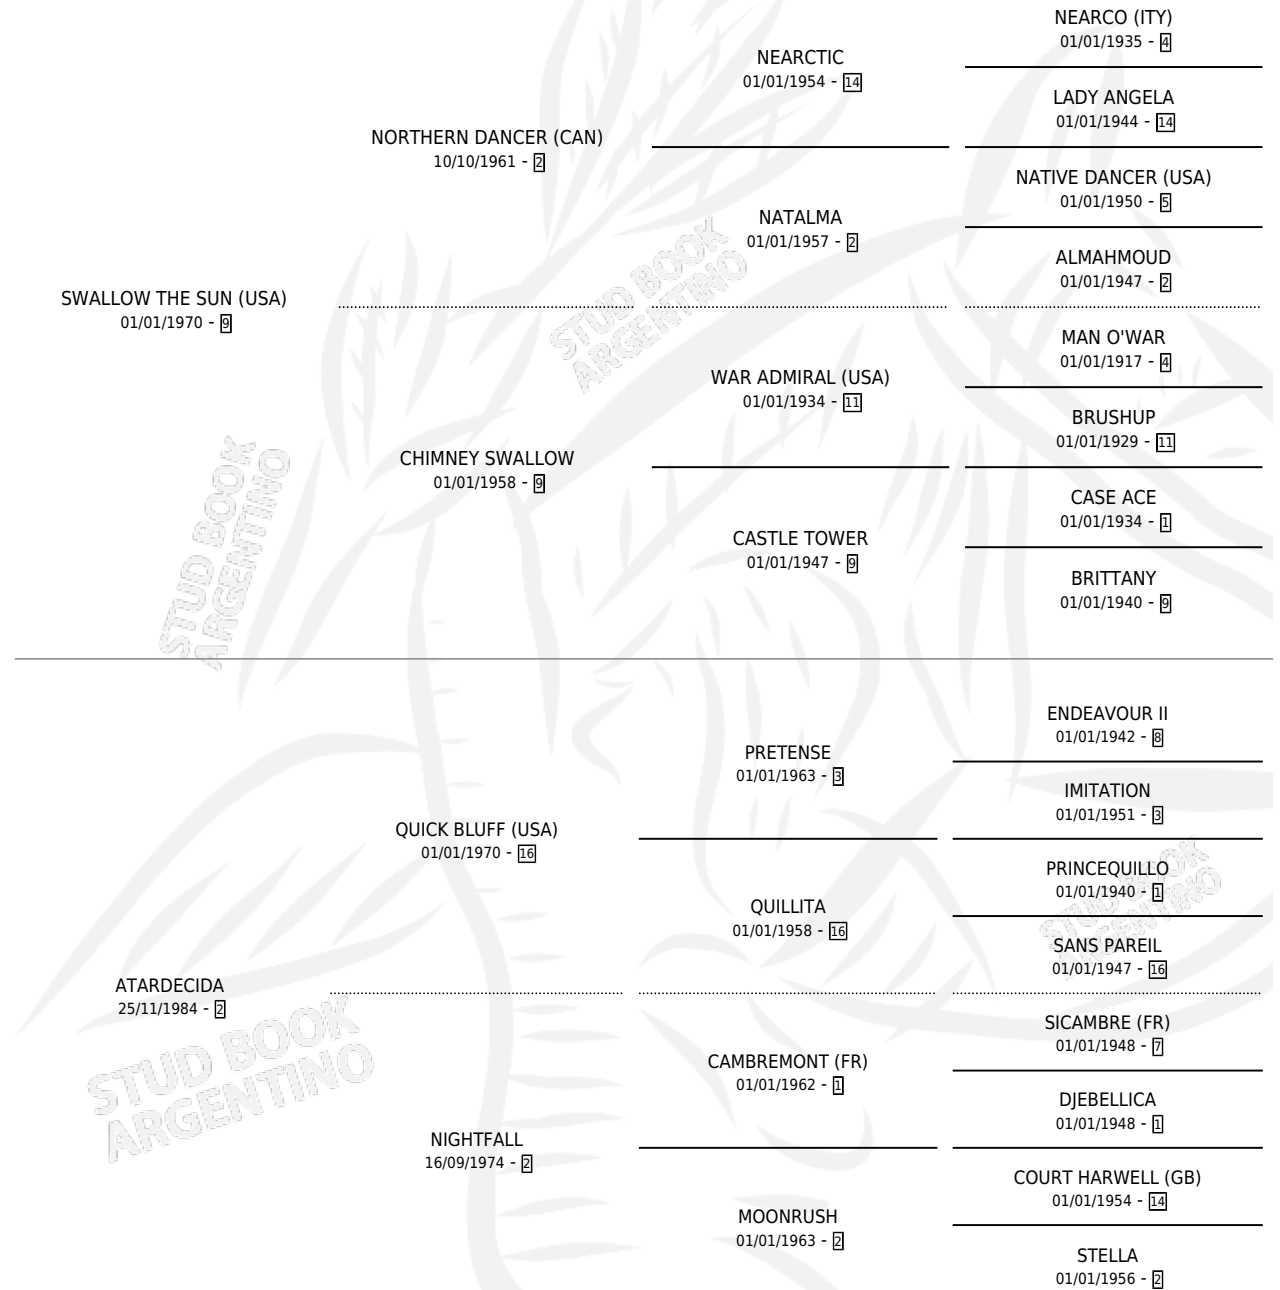 NEARCO (ITY)
01/01/1935 - 4
NEARCTIC
01/01/1954 - 14
LADY ANGELA
01/01/1944 - 14
NORTHERN DANCER (CAN)
10/10/1961 - 2
NATIVE DANCER (USA)
01/01/1950 - 5
NATALMA
01/01/1957 - 2
ALMAHMOUD
01/01/1947 - 2
SWALLOW THE SUN (USA)
01/01/1970 - 9
STUD BOOK
ARGENTINO
MAN O'WAR
01/01/1917 - 4
WAR ADMIRAL (USA)
01/01/1934 - 11
BRUSHUP
01/01/1929 - 11
CHIMNEY SWALLOW
01/01/1958 - 9
CASE ACE
01/01/1934 - 1
CASTLE TOWER
01/01/1947 - 9
BRITTANY
01/01/1940 - 9
STUD BOOK
ARGENTINO
ENDEAVOUR II
01/01/1942 - 8
PRETENSE
01/01/1963 - 3
IMITATION
01/01/1951 - 3
QUICK BLUFF (USA)
01/01/1970 - 16
PRINCEQUILLO
01/01/1940 - 1
QUILLITA
01/01/1958 - 16
SANS PAREIL
01/01/1947 - 16
STUD BOOK
ARGENTINO
ATARDECIDA
25/11/1984 - 2
SICAMBRE (FR)
01/01/1948 - 7
CAMBREMONT (FR)
01/01/1962 - 1
DJEBELLICA
01/01/1948 - 1
STUD BOOK
ARGENTINO
NIGHTFALL
16/09/1974 - 2
COURT HARWELL (GB)
01/01/1954 - 14
MOONRUSH
01/01/1963 - 2
STELLA
01/01/1956 - 2